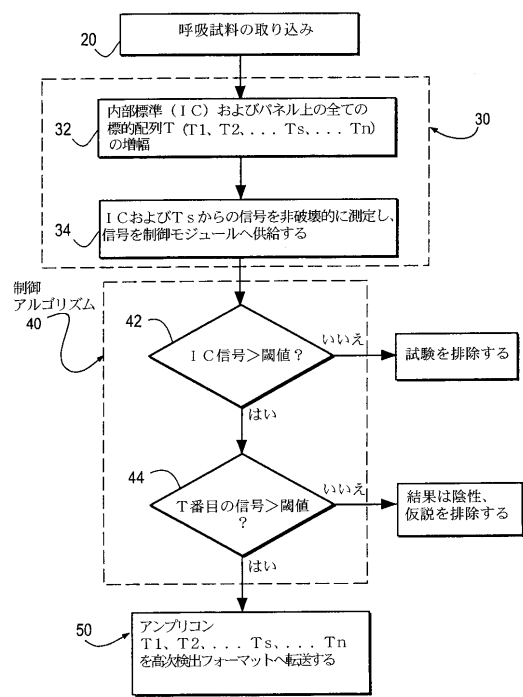 20
呼吸試料の取り込み
30
32
内部標準（ＩＣ）およびパネル上の全ての
標的配列Ｔ（Ｔ1、Ｔ2、．．．Ｔs、．．．Ｔn）
の増幅
34
ＩＣおよびＴｓからの信号を非破壊的に測定し、
信号を制御モジュールへ供給する
制御
アルゴリズム
40
42
ＩＣ信号＞閾値？
いいえ
試験を排除する
はい
44
Ｔ番目の信号＞閾値
？
いいえ
結果は陰性、
仮説を排除する
はい
50
アンプリコン
Ｔ1、Ｔ2、．．．．Ｔs、．．．．Ｔn
を高次検出フォーマットへ転送する